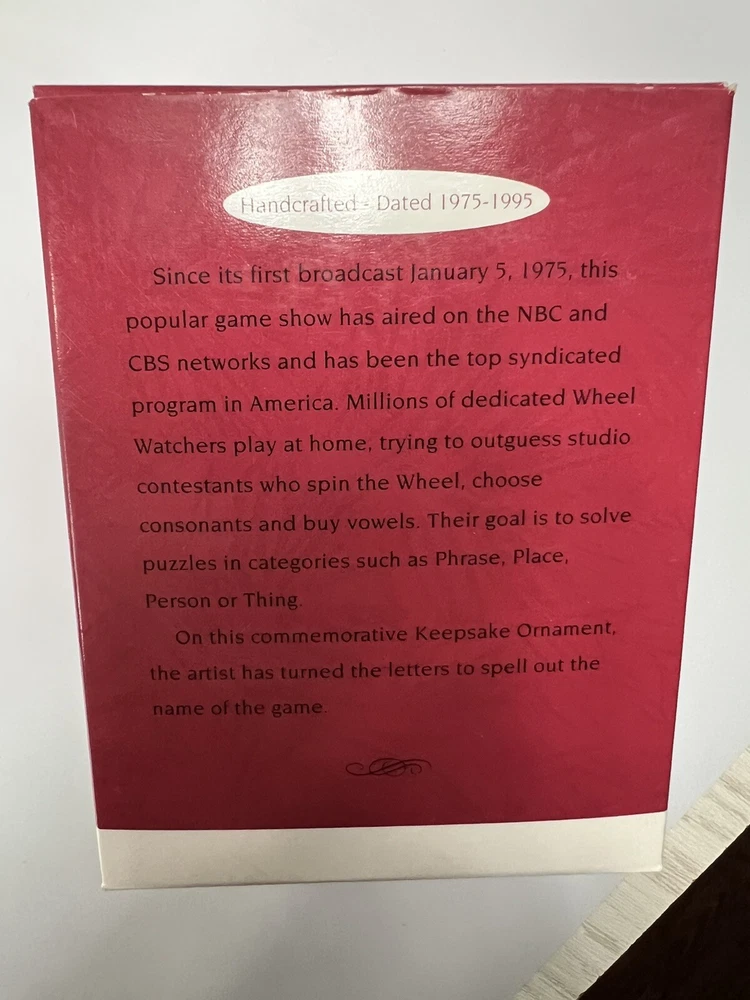 Handcrafted - Dated 1975-1995
Since its first broadcast January 5, 1975, this
popular game show has aired on the NBC and
CBS networks and has been the top syndicated
program in America. Millions of dedicated Wheel
Watchers play at home, trying to outguess studio
contestants who spin the Wheel, choose
consonants and buy vowels. Their goal is to solve
puzzles in categories such as Phrase, Place,
Person or Thing.
On this commemorative Keepsake Ornament,
the artist has turned the letters to spell out the
name of the game.